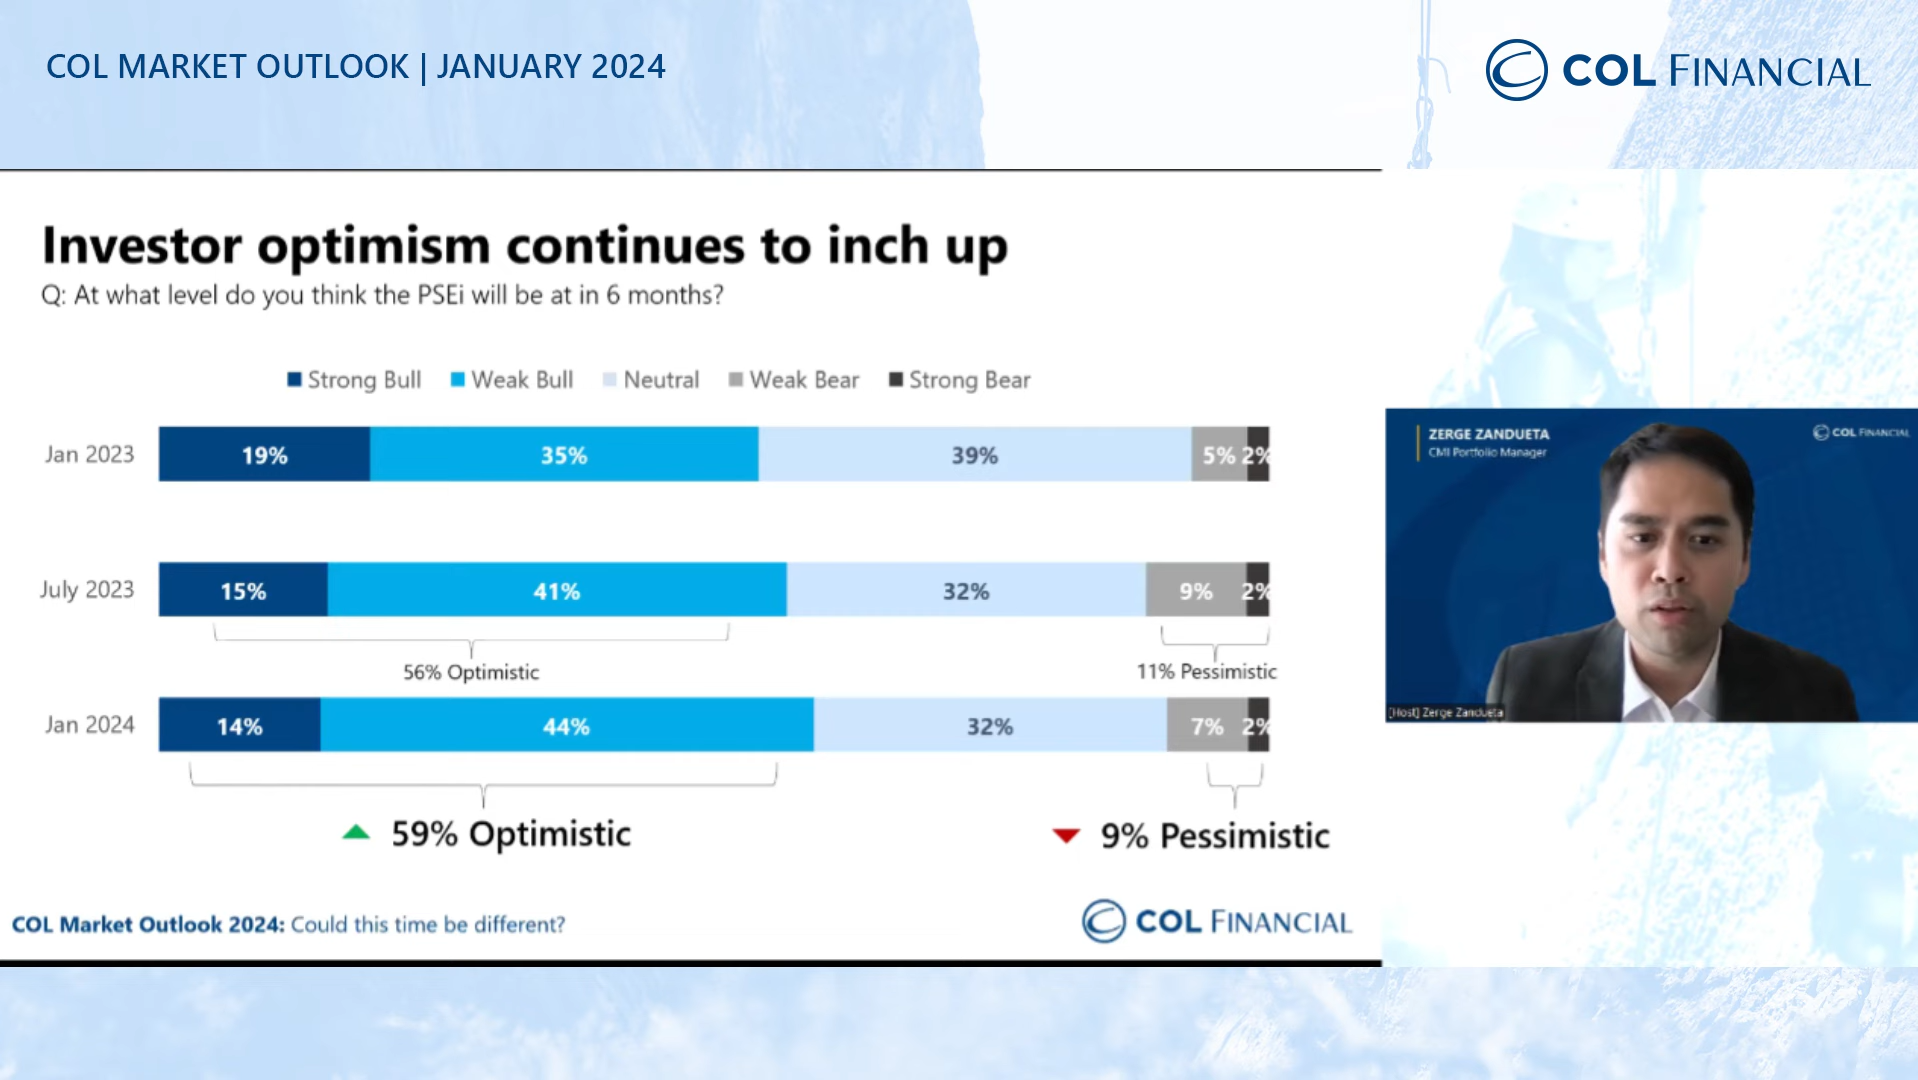 COL MARKET OUTLOOK | JANUARY 2024
COL FINANCIAL
Investor optimism continues to inch up
Q: At what level do you think the PSEi will be at in 6 months?
Strong Bull Weak Bull Neutral Weak Bear Strong Bear
Jan 2023 19% 35% 39% 5% 2%
July 2023 15% 41% 32% 9% 2%
56% Optimistic 11% Pessimistic
Jan 2024 14% 44% 32% 7% 2%
59% Optimistic 9% Pessimistic
COL Market Outlook 2024: Could this time be different?
COL FINANCIAL
ZERGE ZANDUETA
CMI Portfolio Manager
COL FINANCIAL
[Host] Zerge Zandueta